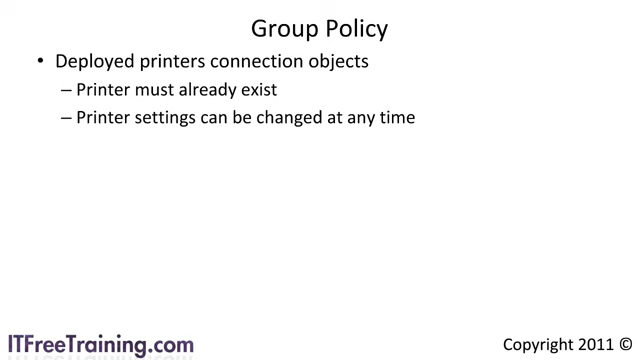 Group Policy
• Deployed printers connection objects
– Printer must already exist
– Printer settings can be changed at any time
ITFreeTraining.com
Copyright 2011 ©